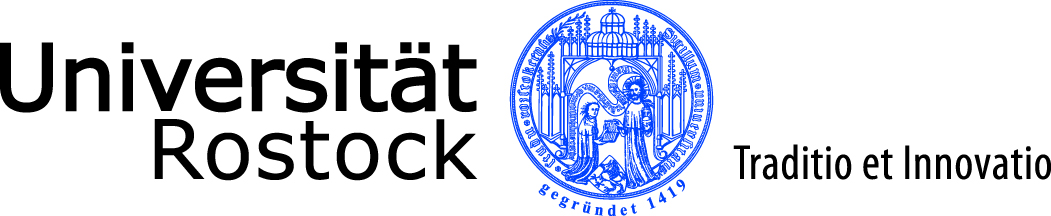 Universität
Rostock
gegründet 1419
Traditio et Innovatio